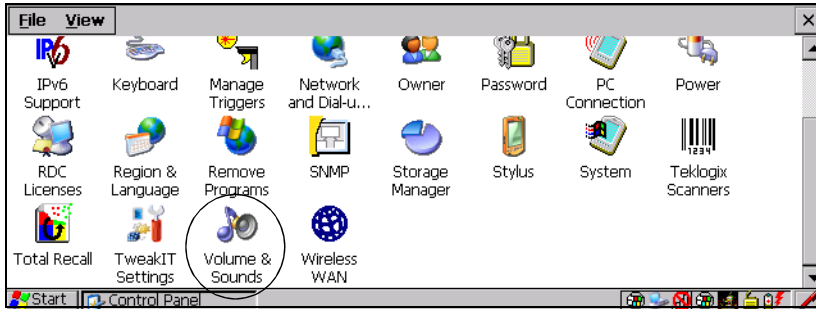 File View
IPv6 Support
Keyboard
Manage Triggers
Network and Dial-u...
Owner
Password
PC Connection
Power
RDC Licenses
Region & Language
Remove Programs
SNMP
Storage Manager
Stylus
System
1234
Teklogix Scanners
Total Recall
TweakIT Settings
Volume & Sounds
Wireless WAN
Start Control Panel